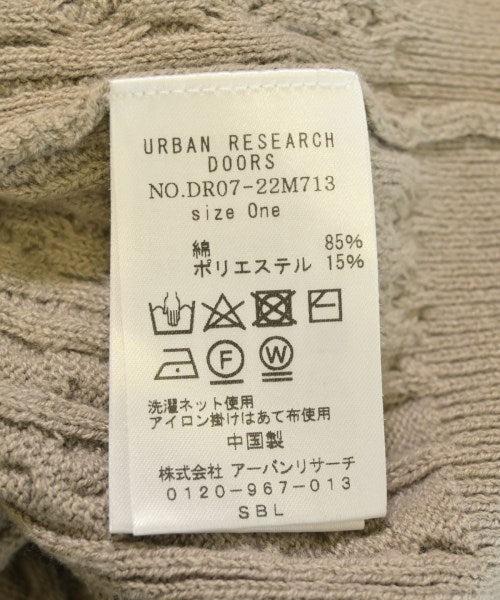 URBAN RESEARCH
DOORS
NO.DR07-22M713
size One
綿 85%
ポリエステル 15%
F W
洗濯ネット使用
アイロン掛けはあて布使用
中国製
株式会社 アーバンリサーチ
0120-967-013
SBL